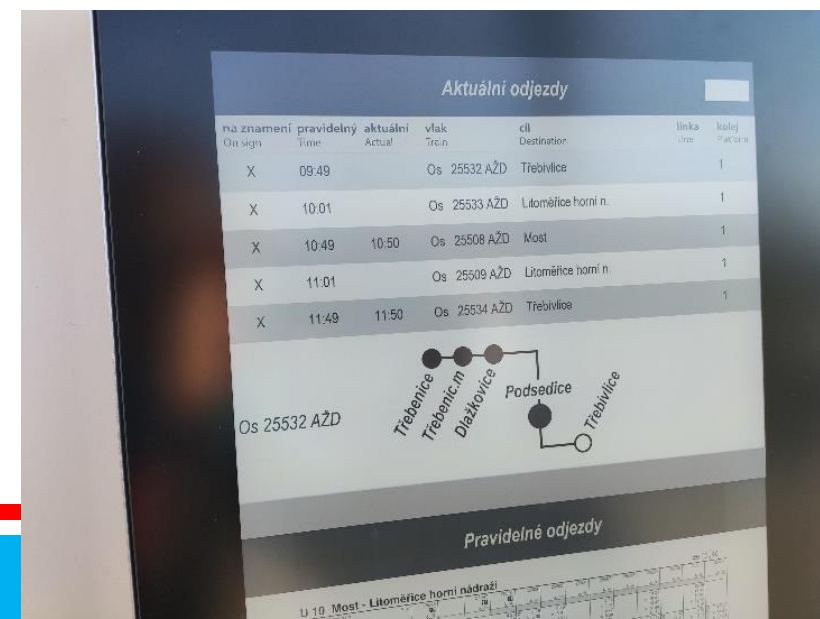 Aktuální odjezdy
na znamení pravidelný aktuální vlak cíl linka kolej
On sign Time Actual Train Destination Line Platform
X 09:49 Os 25532 AŽD Třebivlice 1
X 10:01 Os 25533 AŽD Litoměřice horní n. 1
X 10:49 10:50 Os 25508 AŽD Most 1
X 11:01 Os 25509 AŽD Litoměřice horní n. 1
X 11:49 11:50 Os 25534 AŽD Třebivlice 1
Os 25532 AŽD
Třebenice
Třebenic.m
Dlažkovice
Podsedice
Třebívlice
Pravidelné odjezdy
U 10 Most - Litoměřice horní nádraží